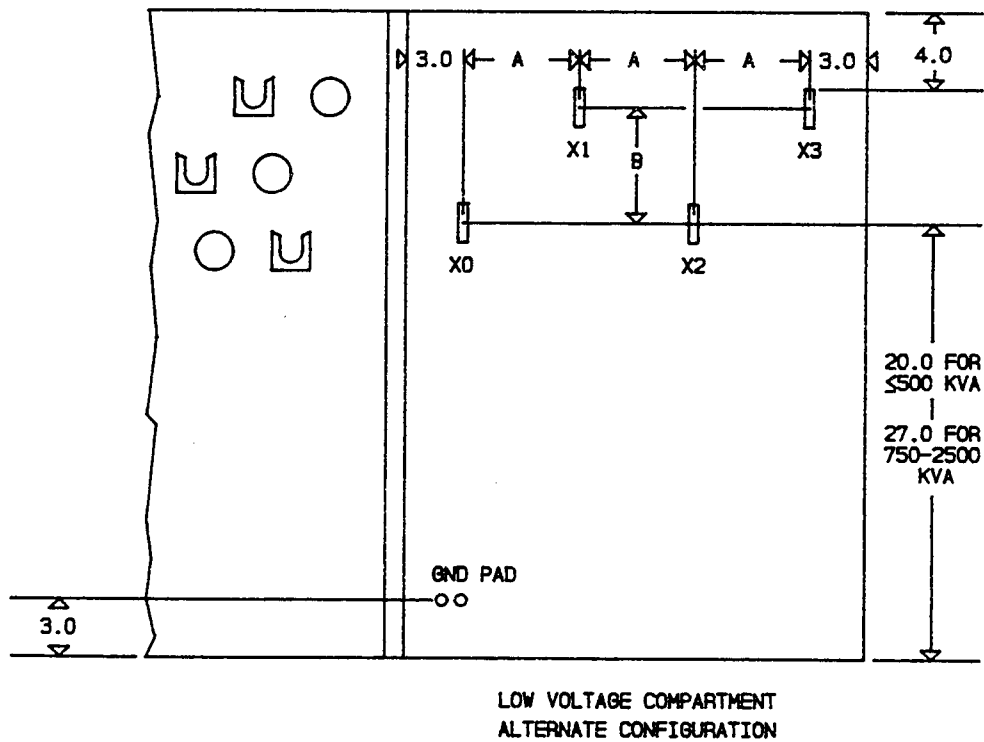 3.0 A A A 3.0 4.0
X1 X3
B
X0 X2
20.0 FOR
≤500 KVA
27.0 FOR
750-2500
KVA
GND PAD
3.0
LOW VOLTAGE COMPARTMENT
ALTERNATE CONFIGURATION